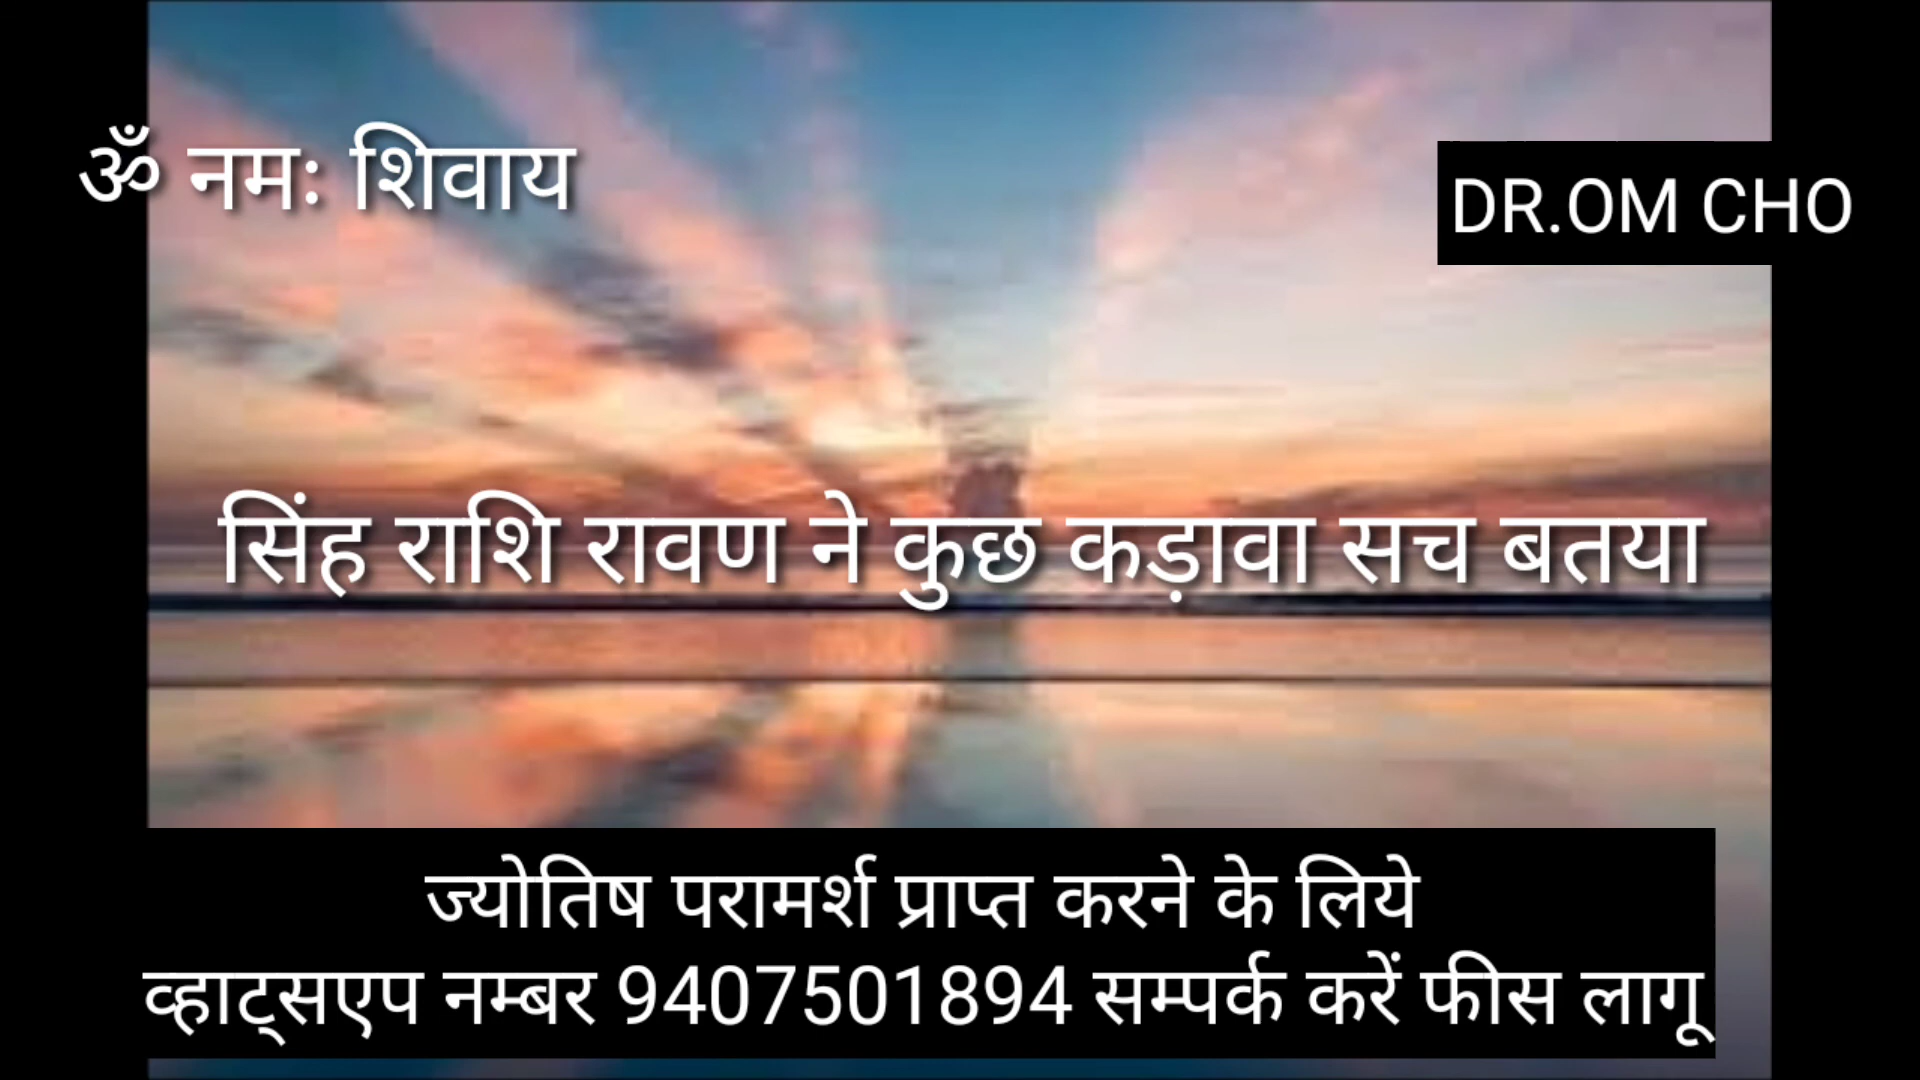 ॐ नमः शिवाय
DR.OM CHO
सिंह राशि रावण ने कुछ कड़ावा सच बतया
ज्योतिष परामर्श प्राप्त करने के लिये
व्हाट्सएप नम्बर 9407501894 सम्पर्क करें फीस लागू